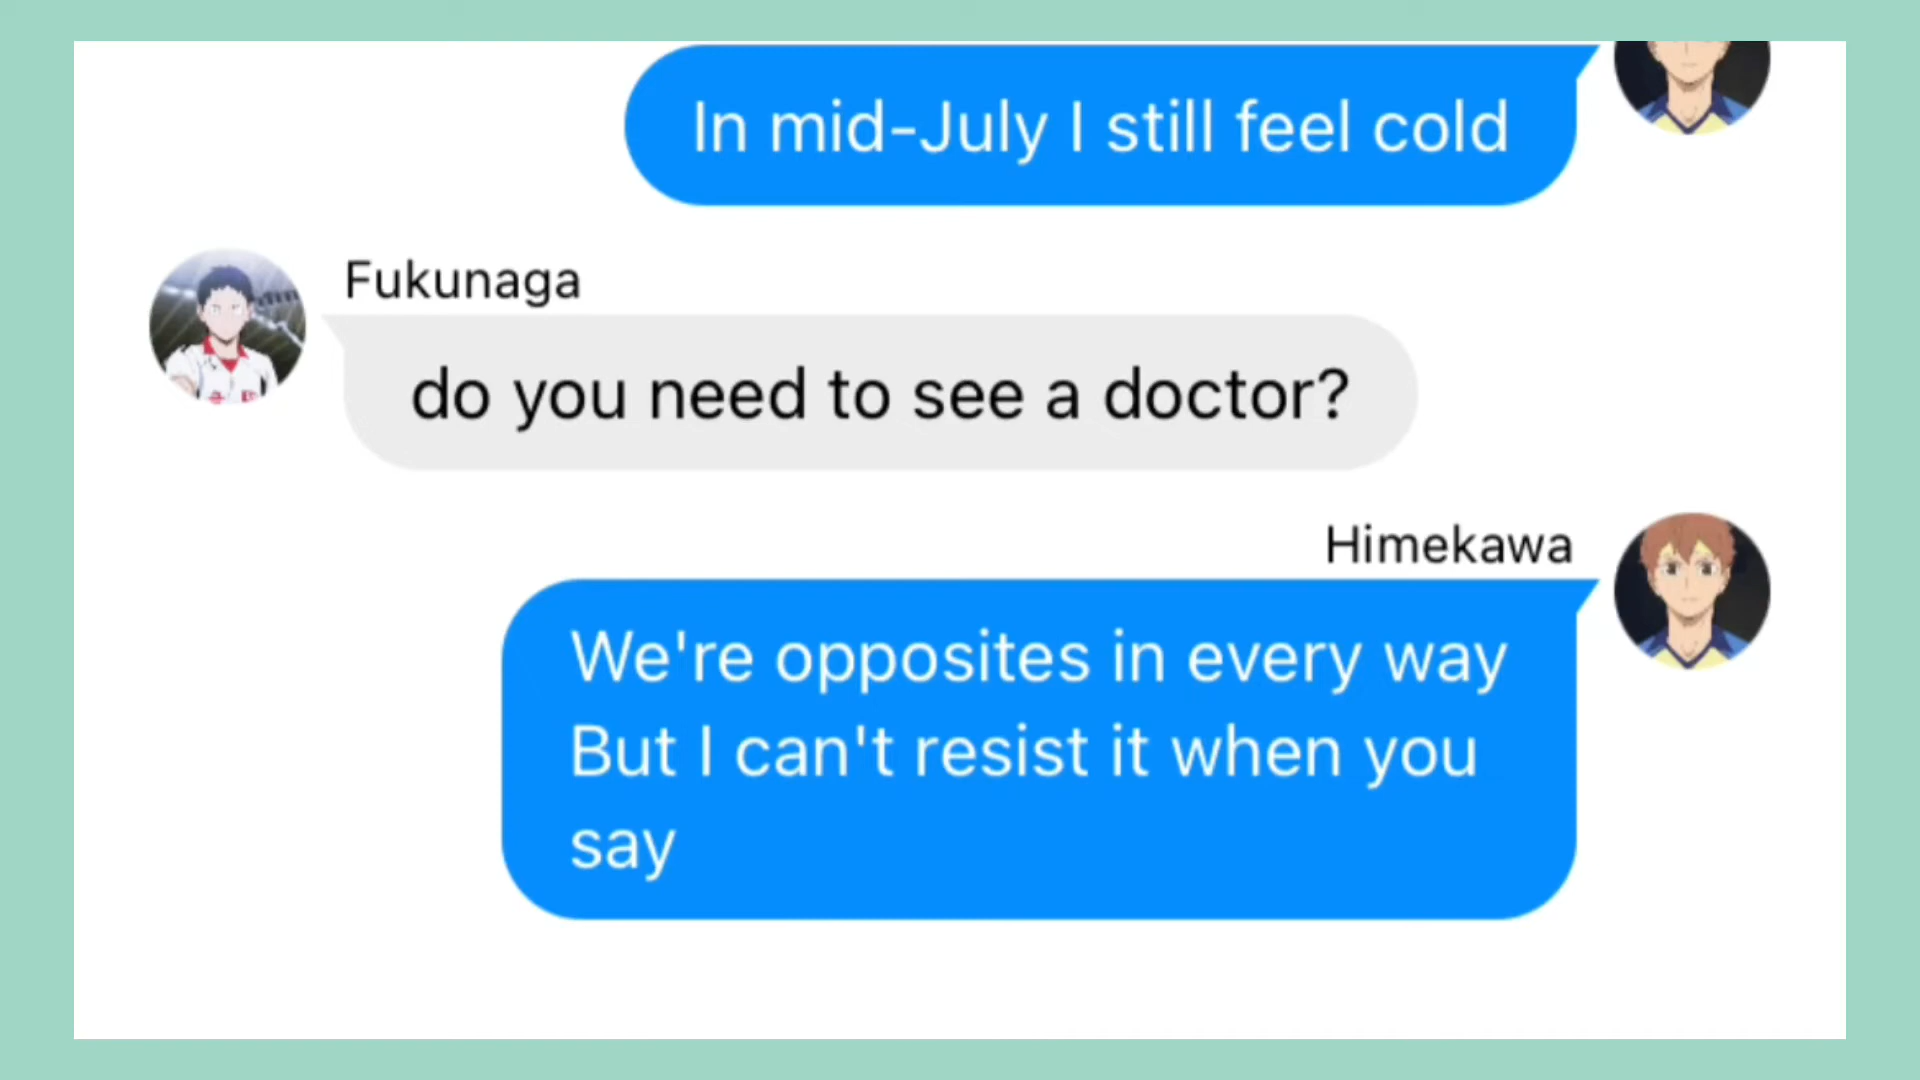 In mid-July I still feel cold
Fukunaga
do you need to see a doctor?
Himekawa
We're opposites in every way
But I can't resist it when you
say